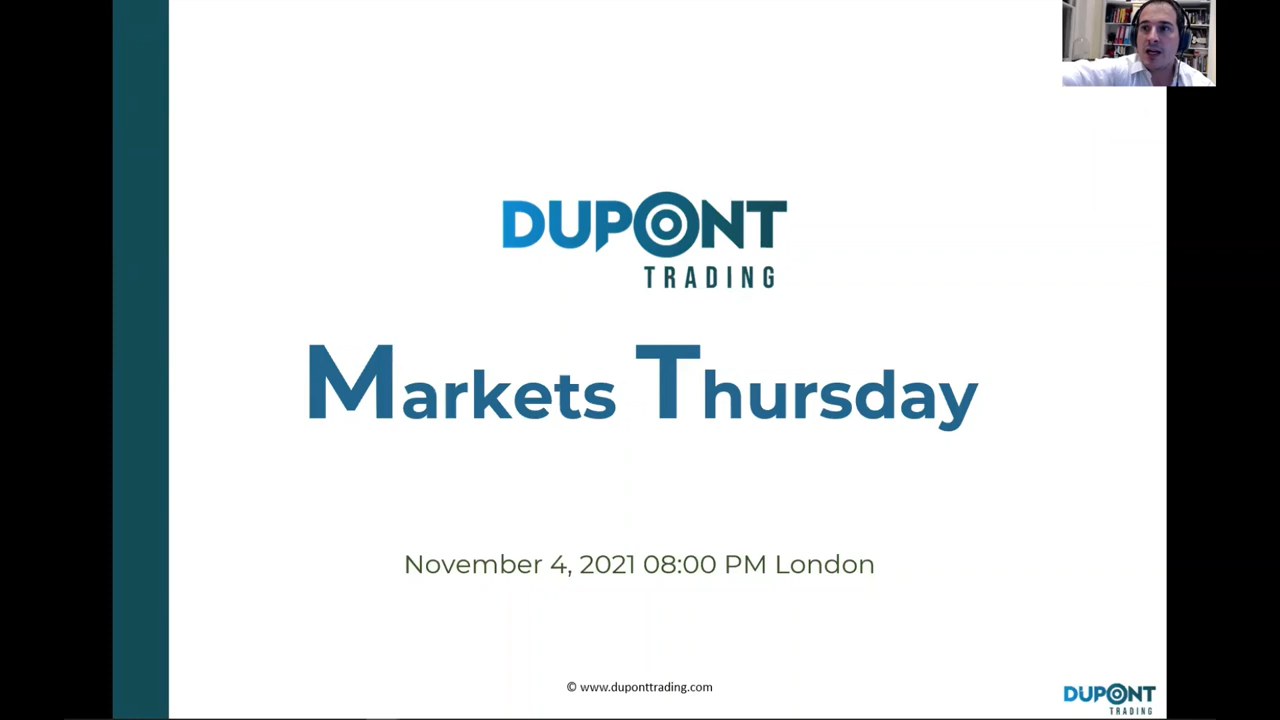 DUPONT
TRADING
Markets Thursday
November 4, 2021 08:00 PM London
© www.duponttrading.com
DUPONT
TRADING